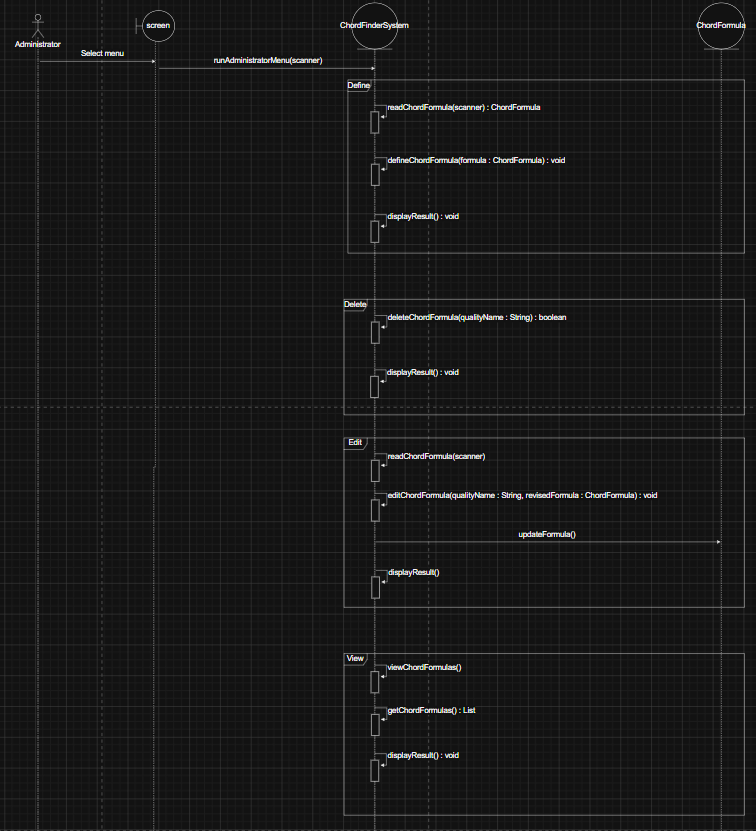 screen
ChordFinderSystem
ChordFormula
Administrator
Select menu
runAdministratorMenu(scanner)
Define
readChordFormula(scanner) : ChordFormula
defineChordFormula(formula : ChordFormula) : void
displayResult() : void
Delete
deleteChordFormula(qualityName : String) : boolean
displayResult() : void
Edit
readChordFormula(scanner)
editChordFormula(qualityName : String, revisedFormula : ChordFormula) : void
updateFormula()
displayResult()
View
viewChordFormulas()
getChordFormulas() : List
displayResult() : void